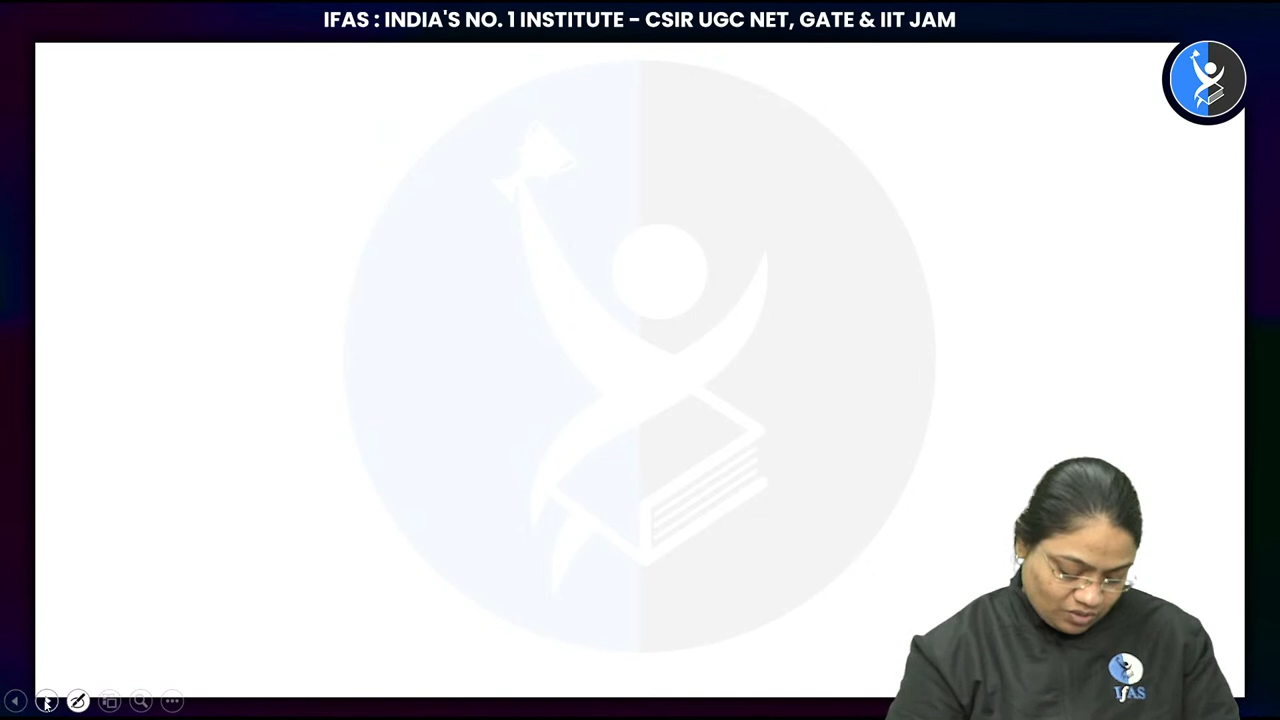 IFAS : INDIA'S NO. 1 INSTITUTE - CSIR UGC NET, GATE & IIT JAM
IFAS